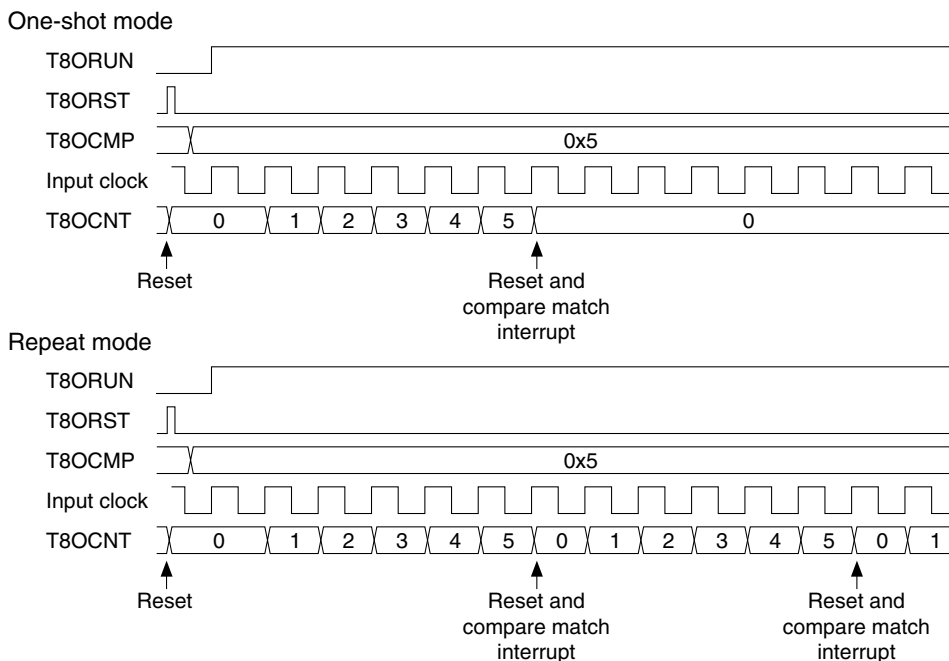 One-shot mode
T8ORUN
T8ORST
T8OCMP 0x5
Input clock
T8OCNT 0 1 2 3 4 5 0
Reset Reset and
compare match
interrupt
Repeat mode
T8ORUN
T8ORST
T8OCMP 0x5
Input clock
T8OCNT 0 1 2 3 4 5 0 1 2 3 4 5 0 1
Reset Reset and Reset and
compare match compare match
interrupt interrupt